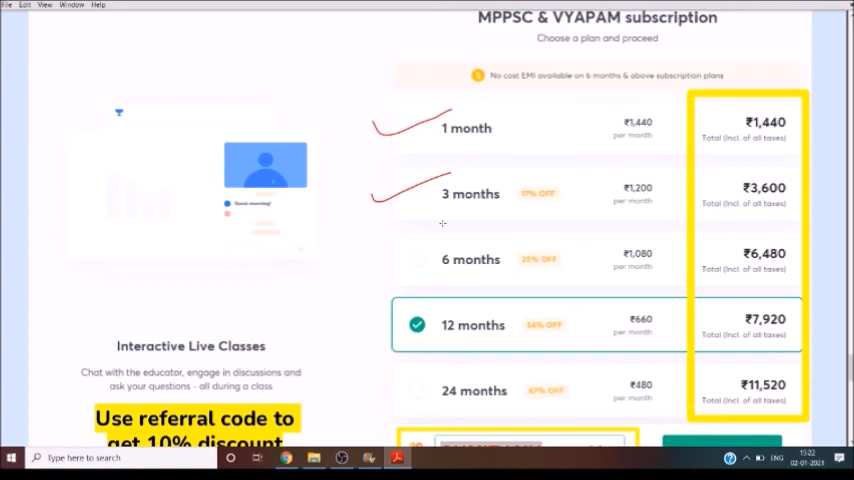 File Edit View Window Help
MPPSC & VYAPAM subscription
Choose a plan and proceed
No cost EMI available on 6 months & above subscription plans
1 month ₹1,440 per month ₹1,440 Total (Incl. of all taxes)
3 months 17% OFF ₹1,200 per month ₹3,600 Total (Incl. of all taxes)
Good morning!
6 months 25% OFF ₹1,080 per month ₹6,480 Total (Incl. of all taxes)
12 months 54% OFF ₹660 per month ₹7,920 Total (Incl. of all taxes)
Interactive Live Classes
Chat with the educator, engage in discussions and
ask your questions - all during a class
24 months 67% OFF ₹480 per month ₹11,520 Total (Incl. of all taxes)
Use referral code to
get 10% discount
Type here to search
ENG
15:22
02-01-2021